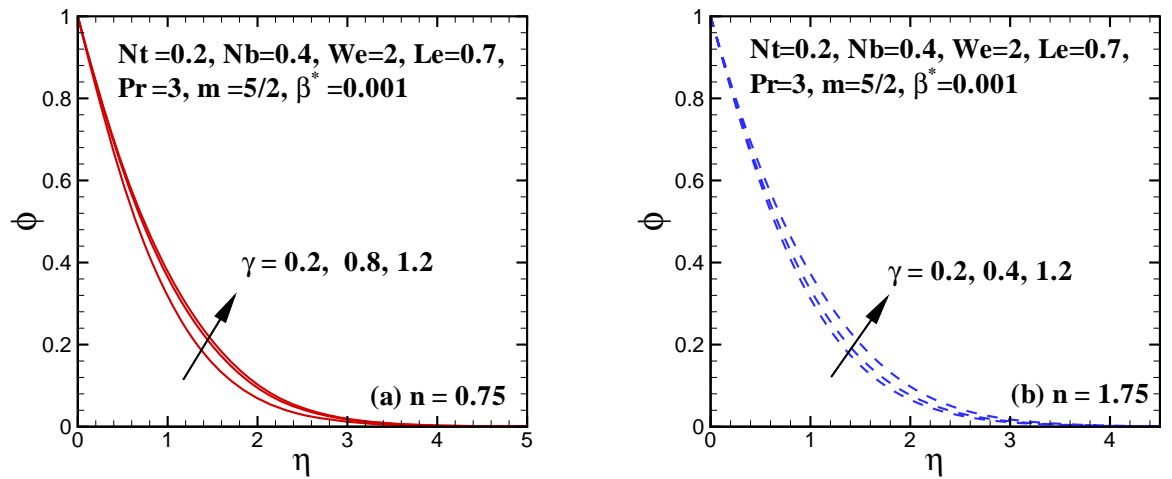 1
0.8
0.6
0.4
0.2
0
ϕ
Nt =0.2, Nb=0.4, We=2, Le=0.7,
Pr =3, m =5/2, β* =0.001
γ = 0.2, 0.8, 1.2
(a) n = 0.75
0 1 2 3 4 5
η
1
0.8
0.6
0.4
0.2
0
ϕ
Nt=0.2, Nb=0.4, We=2, Le=0.7,
Pr=3, m=5/2, β* =0.001
γ = 0.2, 0.4, 1.2
(b) n = 1.75
0 1 2 3 4
η